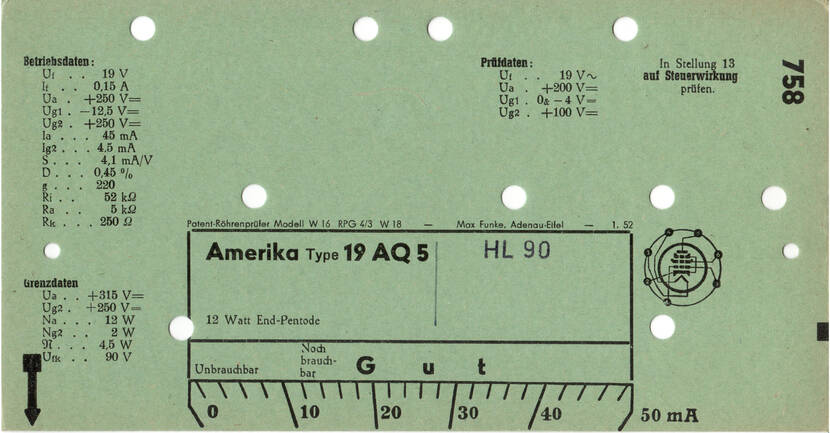 Betriebsdaten:
Uf . . 19 V
If . . 0,15 A
Ua . +250 V=
Ug1 . −12,5 V=
Ug2 . +250 V=
Ia . . . 45 mA
Ig2 . . 4,5 mA
S . . . 4,1 mA/V
D . . . 0,45 %
g . . . 220
Ri . . 52 kΩ
Ra . . 5 kΩ
Rk . . . 250 Ω
Grenzdaten
Ua . . +315 V=
Ug2 . +250 V=
Na . . . 12 W
Ng2 . . 2 W
N . . . 4,5 W
Ufk . . 90 V
Prüfdaten:
Uf . . 19 V~
Ua . +200 V=
Ug1 . 0&−4 V=
Ug2 . +100 V=
In Stellung 13
auf Steuerwirkung
prüfen.
758
Patent-Röhrenprüfer Modell W 16 RPG 4/3 W 18 — Max Funke, Adenau-Eifel — 1. 52
Amerika Type 19 AQ 5
HL 90
12 Watt End-Pentode
Unbrauchbar
Noch
brauch-
bar
Gut
0 10 20 30 40 50 mA